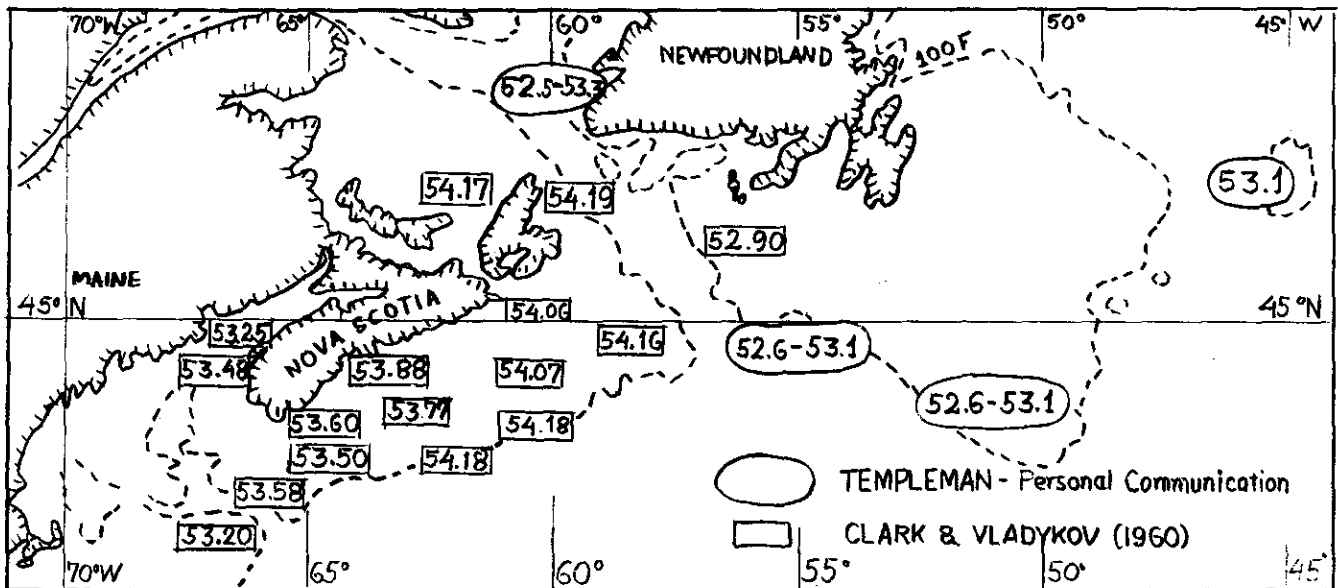 70°W 65° 60° 55° 50° 45° W
NEWFOUNDLAND
100F
52.5-53.3
53.1
54.17
54.19
52.90
MAINE
45° N
45°N
NOVA SCOTIA
54.06
53.25
54.16
52.6-53.1
53.48
53.88
54.07
52.6-53.1
53.77
53.60
54.18
53.50
54.18
TEMPLEMAN - Personal Communication
53.58
53.20
CLARK & VLADYKOV (1960)
70°W 65° 60° 55° 50° 45°